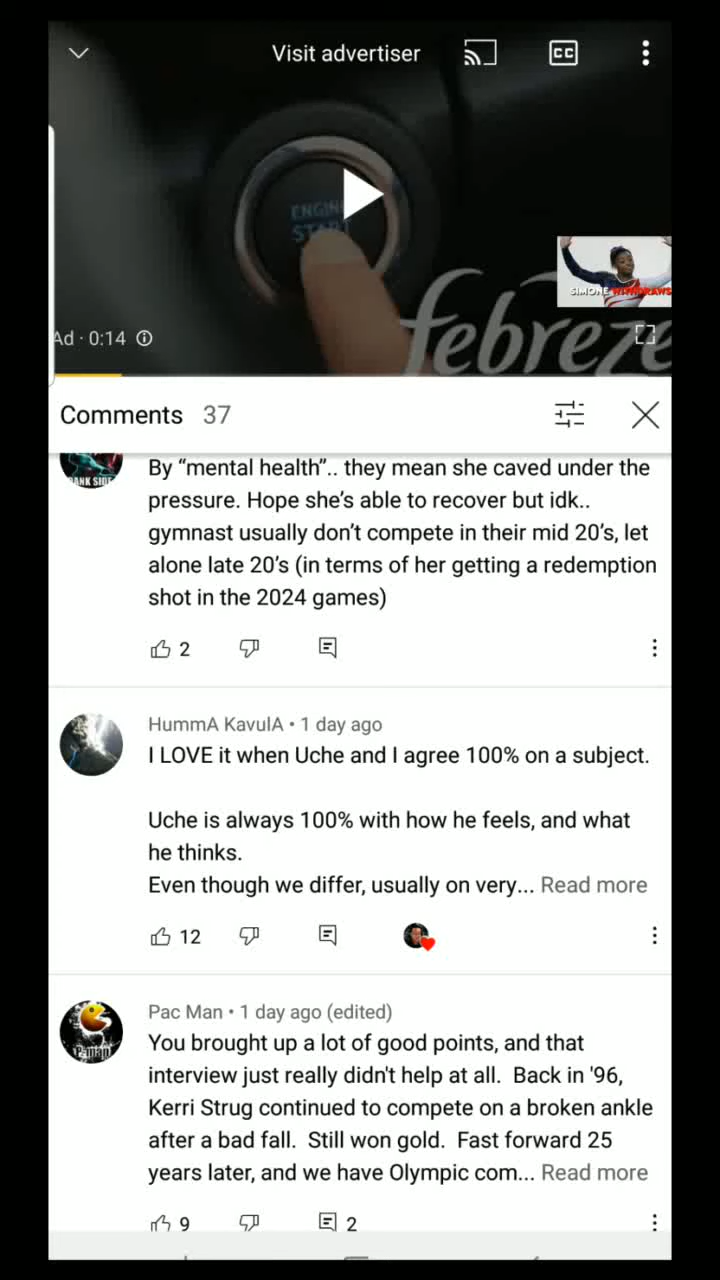 Visit advertiser
CC
ENGINE
START
SIMONE WITHDRAWS
febreze
Ad · 0:14
Comments 37
By “mental health”.. they mean she caved under the
pressure. Hope she’s able to recover but idk..
gymnast usually don’t compete in their mid 20’s, let
alone late 20’s (in terms of her getting a redemption
shot in the 2024 games)
2
HummA KavulA • 1 day ago
I LOVE it when Uche and I agree 100% on a subject.
Uche is always 100% with how he feels, and what
he thinks.
Even though we differ, usually on very... Read more
12
Pac Man • 1 day ago (edited)
You brought up a lot of good points, and that
interview just really didn't help at all. Back in '96,
Kerri Strug continued to compete on a broken ankle
after a bad fall. Still won gold. Fast forward 25
years later, and we have Olympic com... Read more
9
2